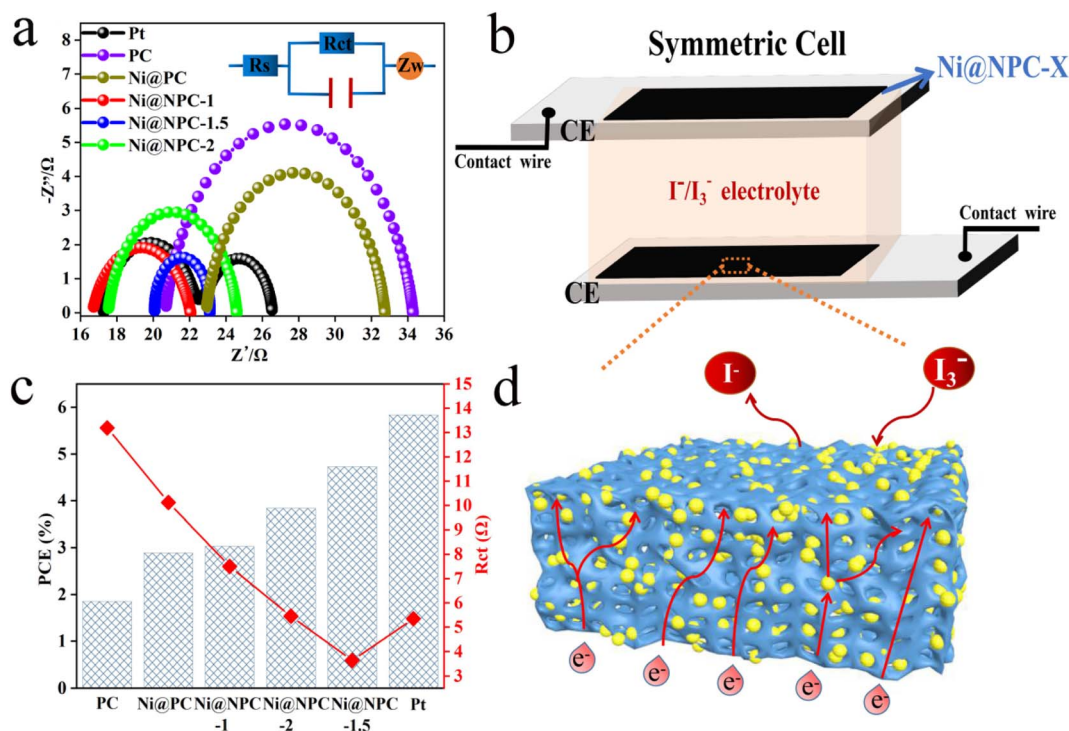 a
Pt
PC
Ni@PC
Ni@NPC-1
Ni@NPC-1.5
Ni@NPC-2
Rs
Rct
Zw
-Z''/Ω
8
7
6
5
4
3
2
1
0
16 18 20 22 24 26 28 30 32 34 36
Z'/Ω
b
Symmetric Cell
Ni@NPC-X
CE
Contact wire
I⁻/I₃⁻ electrolyte
Contact wire
CE
c
PCE (%)
6
5
4
3
2
1
0
15
14
13
12
11
10
9
8
7
6
5
4
3
Rct (Ω)
PC Ni@PC Ni@NPC Ni@NPC Ni@NPC Pt
-1 -2 -1.5
d
I-
I₃⁻
e- e- e- e- e-